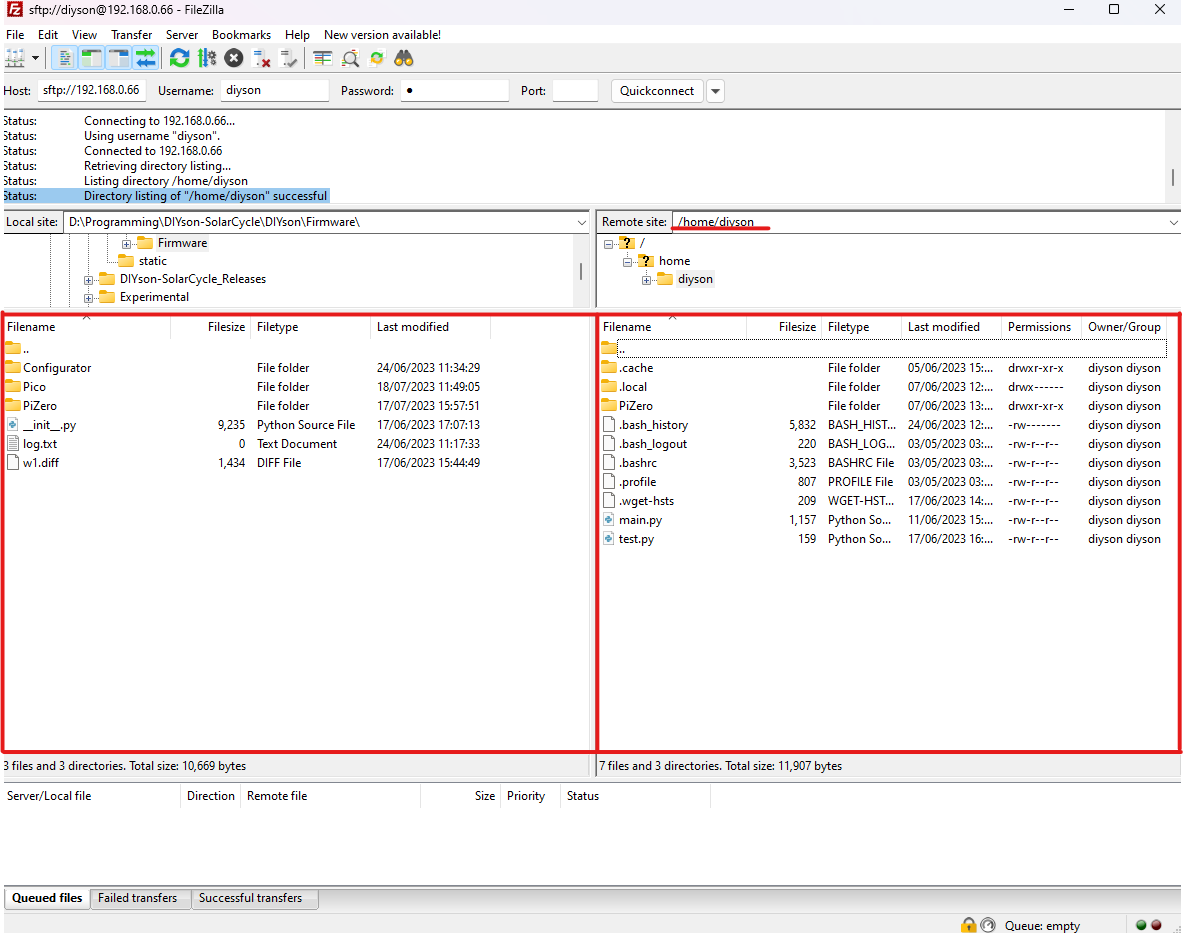 sftp://diyson@192.168.0.66 - FileZilla
File Edit View Transfer Server Bookmarks Help New version available!
Host: sftp://192.168.0.66 Username: diyson Password: ● Port: Quickconnect
Status: Connecting to 192.168.0.66...
Status: Using username "diyson".
Status: Connected to 192.168.0.66
Status: Retrieving directory listing...
Status: Listing directory /home/diyson
Status: Directory listing of "/home/diyson" successful
Local site: D:\Programming\DIYson-SolarCycle\DIYson\Firmware\
Firmware
static
DIYson-SolarCycle_Releases
Experimental
Remote site: /home/diyson
/
home
diyson
Filename Filesize Filetype Last modified
..
Configurator File folder 24/06/2023 11:34:29
Pico File folder 18/07/2023 11:49:05
PiZero File folder 17/07/2023 15:57:51
__init__.py 9,235 Python Source File 17/06/2023 17:07:13
log.txt 0 Text Document 24/06/2023 11:17:33
w1.diff 1,434 DIFF File 17/06/2023 15:44:49
3 files and 3 directories. Total size: 10,669 bytes
Filename Filesize Filetype Last modified Permissions Owner/Group
..
.cache File folder 05/06/2023 15:... drwxr-xr-x diyson diyson
.local File folder 07/06/2023 12:... drwx------ diyson diyson
PiZero File folder 07/06/2023 13:... drwxr-xr-x diyson diyson
.bash_history 5,832 BASH_HIST... 24/06/2023 12:... -rw------- diyson diyson
.bash_logout 220 BASH_LOG... 03/05/2023 03:... -rw-r--r-- diyson diyson
.bashrc 3,523 BASHRC File 03/05/2023 03:... -rw-r--r-- diyson diyson
.profile 807 PROFILE File 03/05/2023 03:... -rw-r--r-- diyson diyson
.wget-hsts 209 WGET-HST... 17/06/2023 14:... -rw-r--r-- diyson diyson
main.py 1,157 Python So... 11/06/2023 15:... -rw-r--r-- diyson diyson
test.py 159 Python So... 17/06/2023 16:... -rw-r--r-- diyson diyson
7 files and 3 directories. Total size: 11,907 bytes
Server/Local file Direction Remote file Size Priority Status
Queued files Failed transfers Successful transfers
Queue: empty